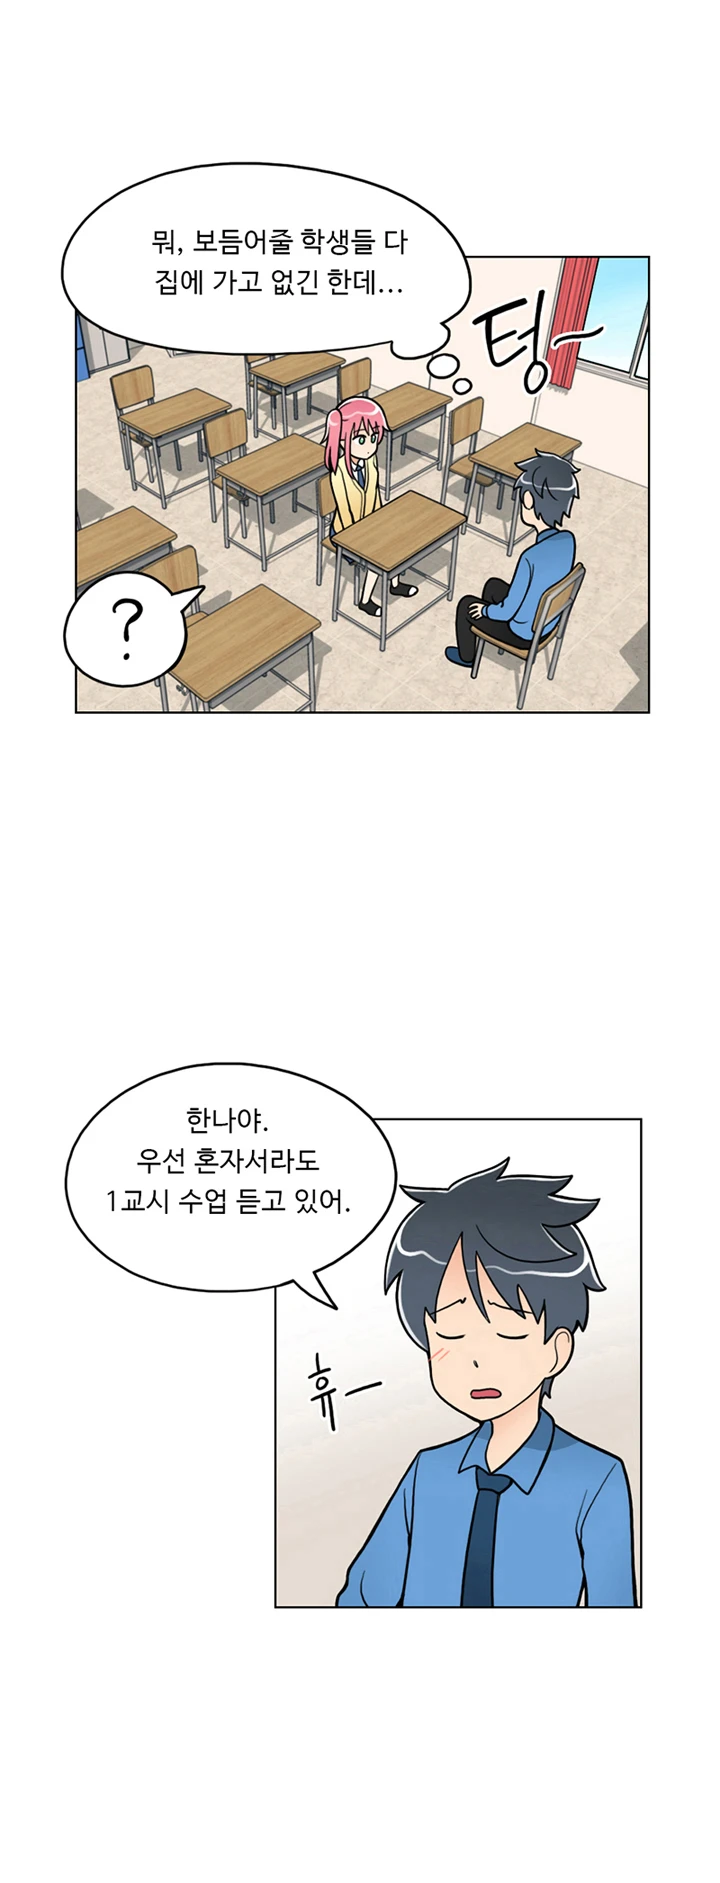 뭐, 보듬어줄 학생들 다
집에 가고 없긴 한데...
텅~
?
한나야.
우선 혼자서라도
1교시 수업 듣고 있어.
휴-